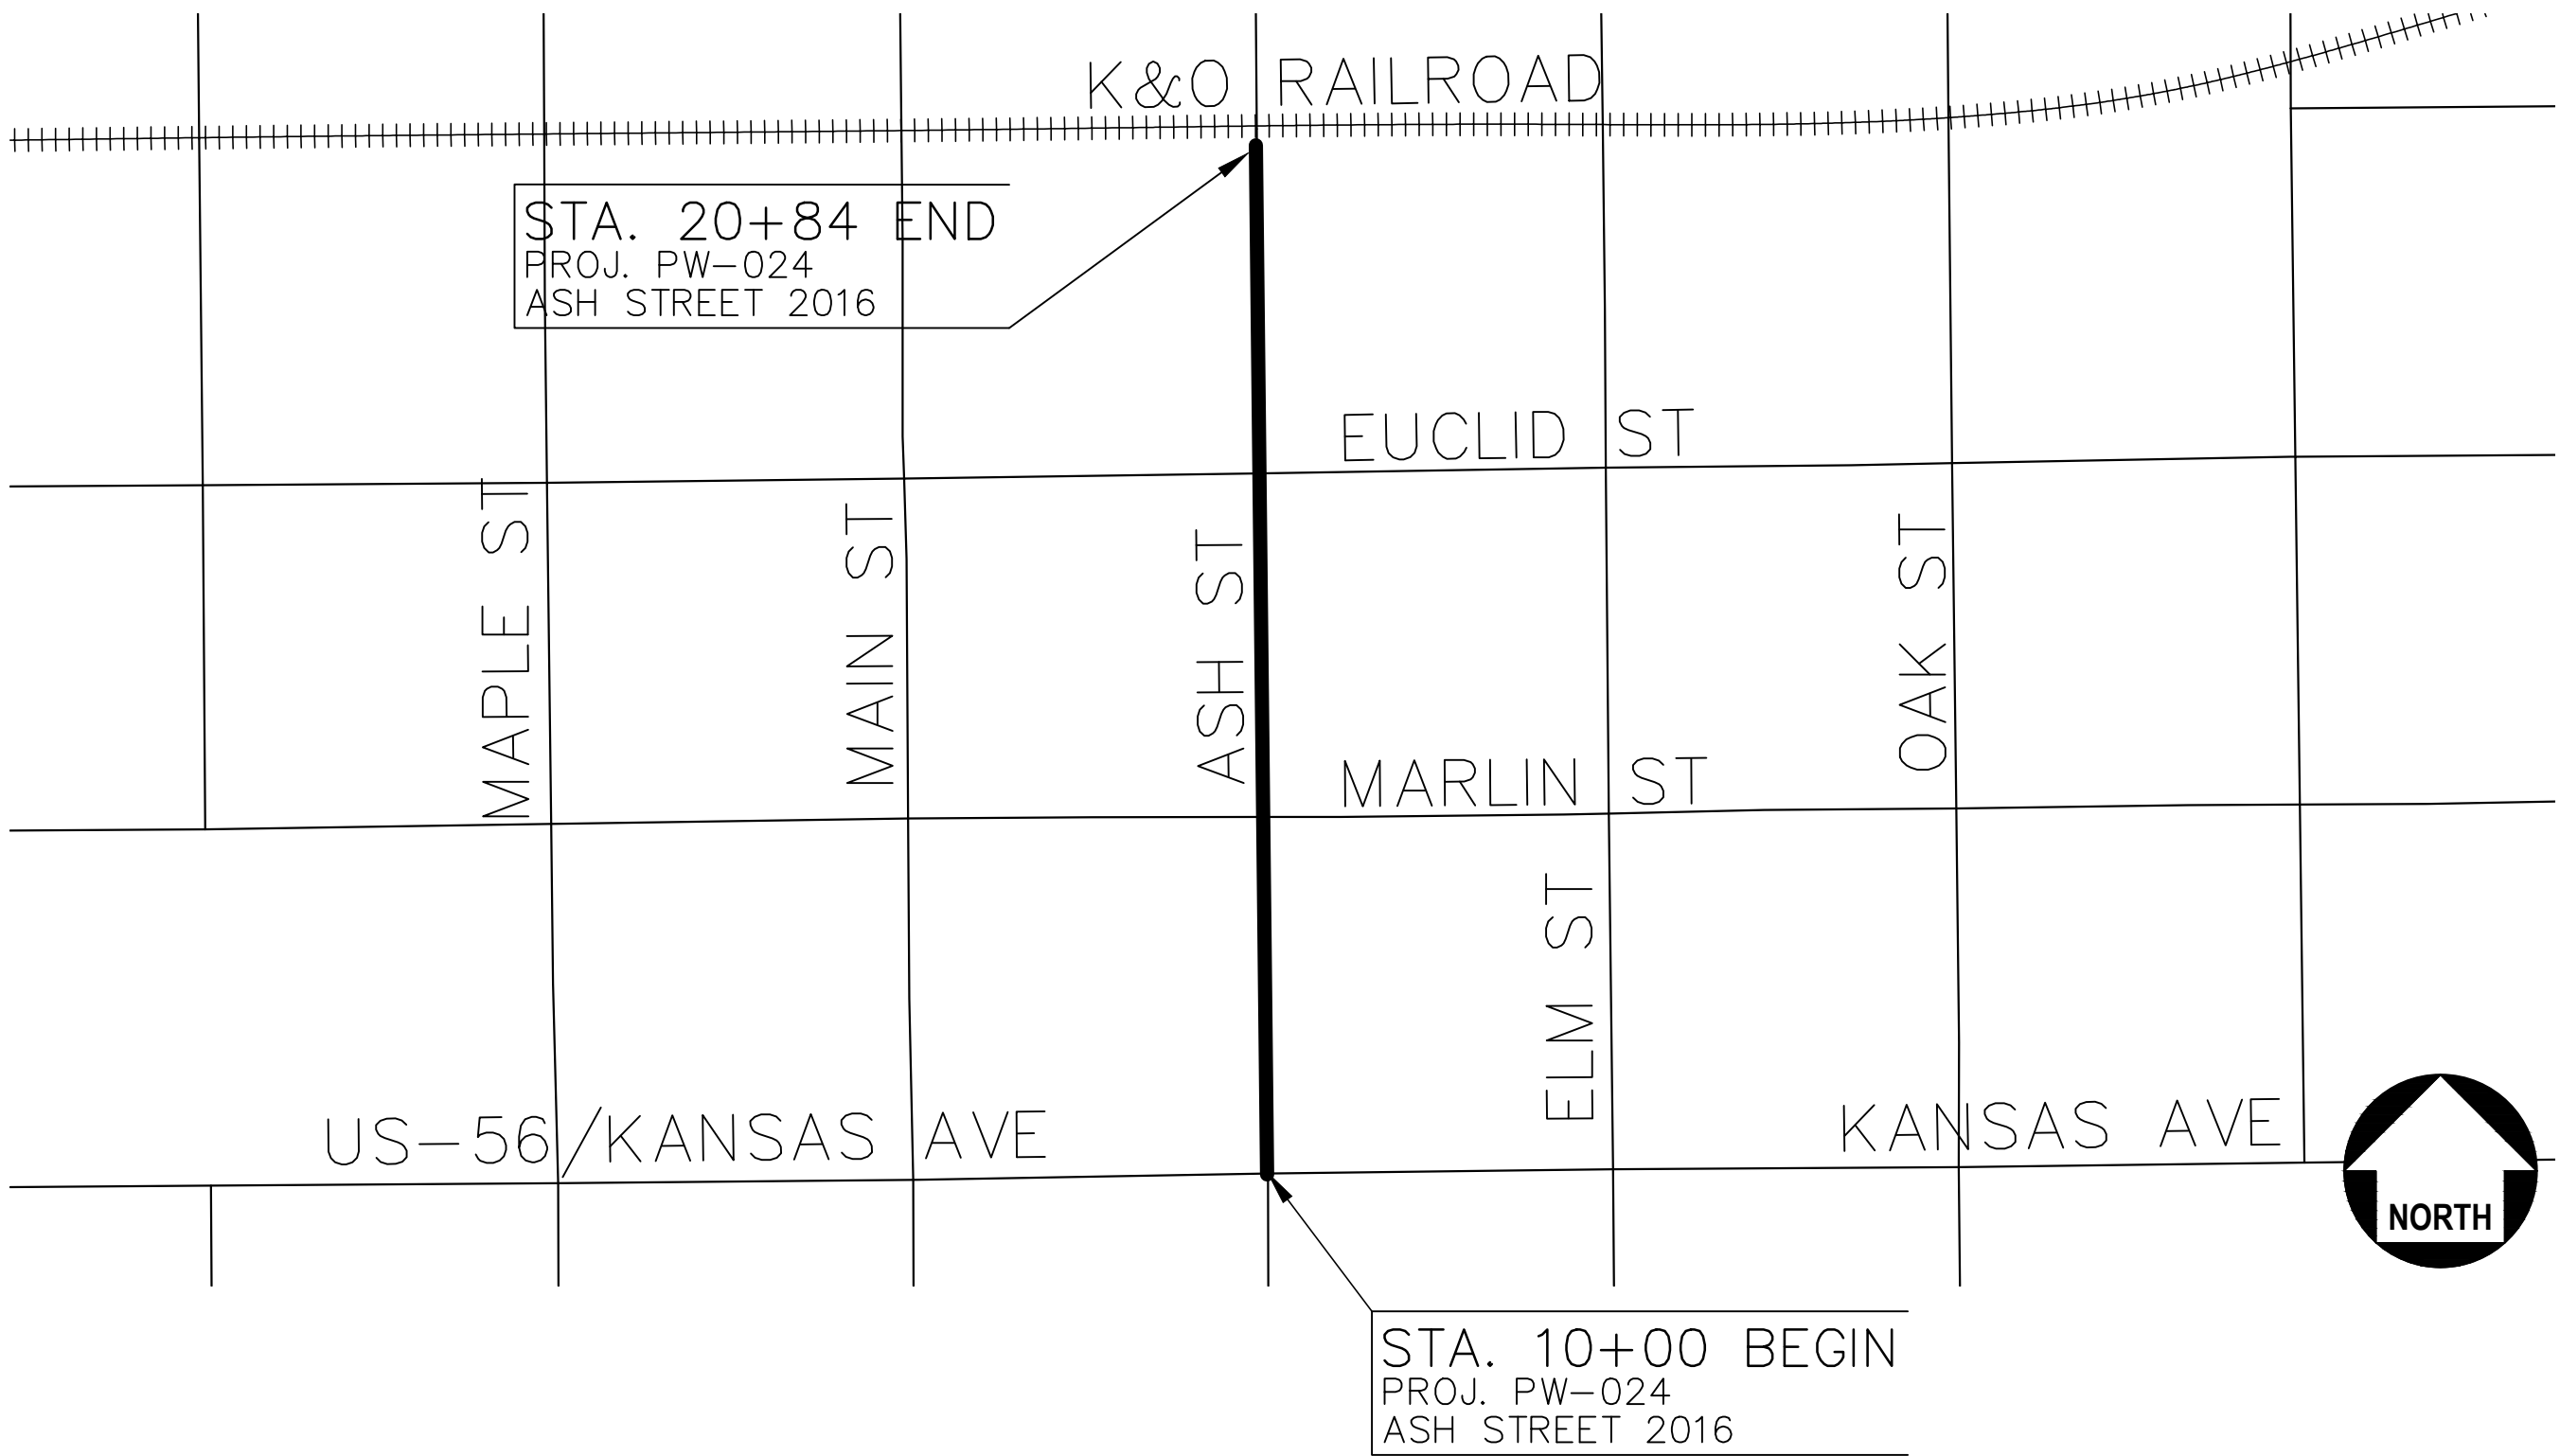 K&O RAILROAD
STA. 20+84 END
PROJ. PW-024
ASH STREET 2016
EUCLID ST
MAPLE ST
MAIN ST
ASH ST
OAK ST
MARLIN ST
ELM ST
US-56/KANSAS AVE
KANSAS AVE
NORTH
STA. 10+00 BEGIN
PROJ. PW-024
ASH STREET 2016